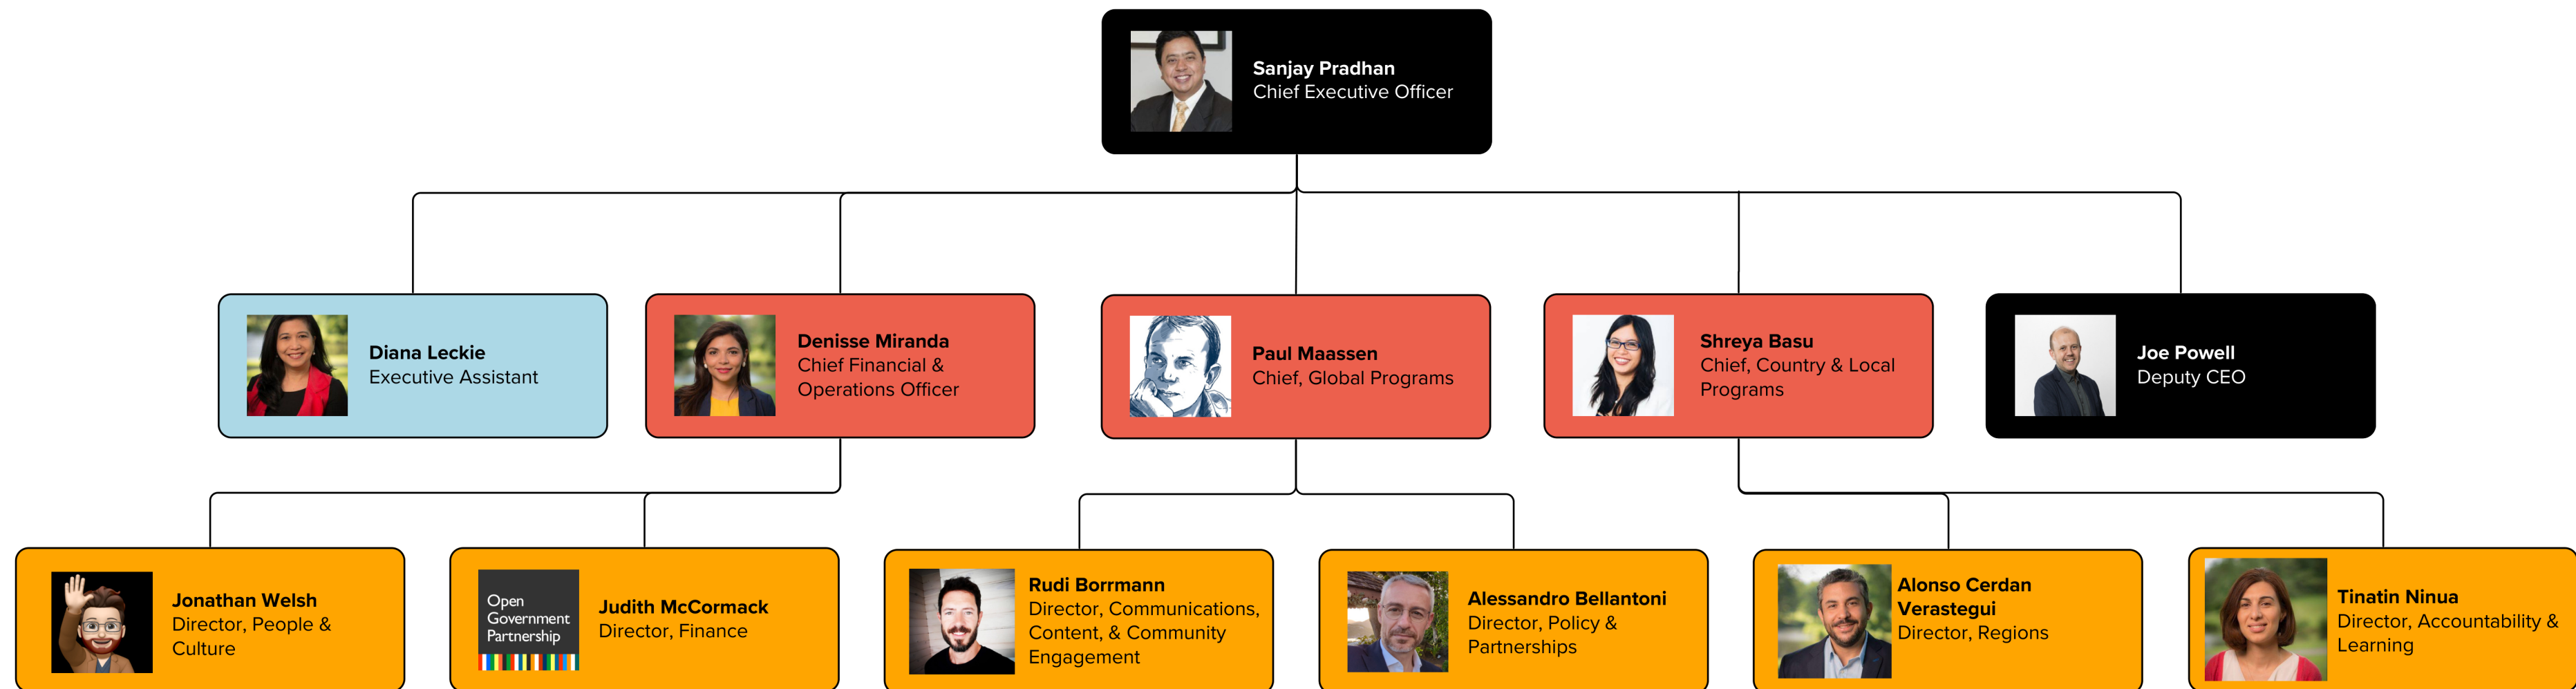 Sanjay Pradhan
Chief Executive Officer
Diana Leckie
Executive Assistant
Denisse Miranda
Chief Financial &
Operations Officer
Paul Maassen
Chief, Global Programs
Shreya Basu
Chief, Country & Local
Programs
Joe Powell
Deputy CEO
Jonathan Welsh
Director, People &
Culture
Open
Government
Partnership
Judith McCormack
Director, Finance
Rudi Borrmann
Director, Communications,
Content, & Community
Engagement
Alessandro Bellantoni
Director, Policy &
Partnerships
Alonso Cerdan
Verastegui
Director, Regions
Tinatin Ninua
Director, Accountability &
Learning